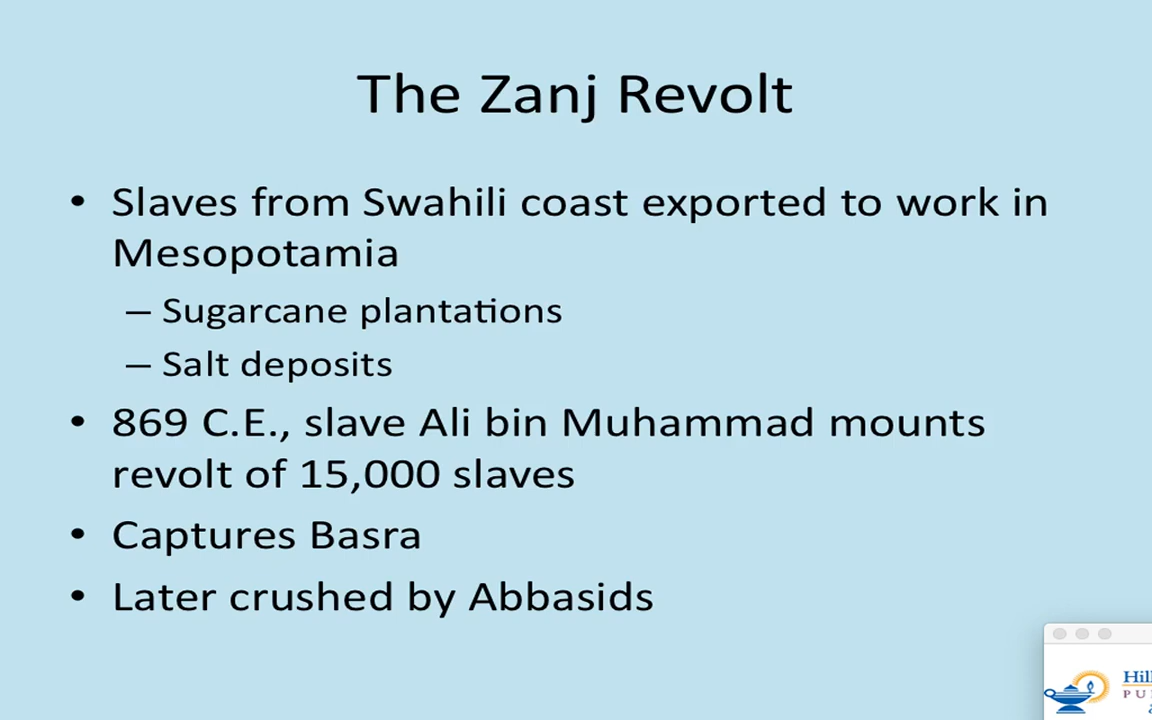 The Zanj Revolt
• Slaves from Swahili coast exported to work in
Mesopotamia
– Sugarcane plantations
– Salt deposits
• 869 C.E., slave Ali bin Muhammad mounts
revolt of 15,000 slaves
• Captures Basra
• Later crushed by Abbasids